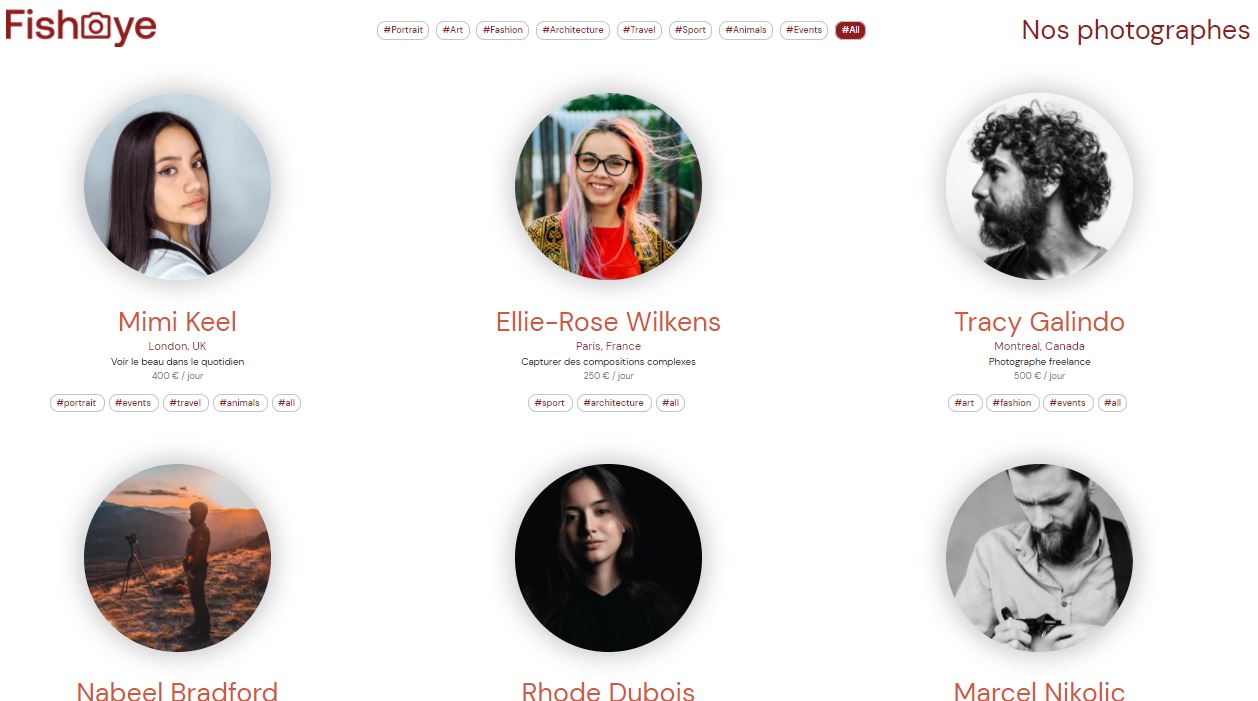 Fisheye
#Portrait #Art #Fashion #Architecture #Travel #Sport #Animals #Events #All
Nos photographes
Mimi Keel
London, UK
Voir le beau dans le quotidien
400 € / jour
#portrait #events #travel #animals #all
Ellie-Rose Wilkens
Paris, France
Capturer des compositions complexes
250 € / jour
#sport #architecture #all
Tracy Galindo
Montreal, Canada
Photographe freelance
500 € / jour
#art #fashion #events #all
Nabeel Bradford
Rhode Dubois
Marcel Nikolic